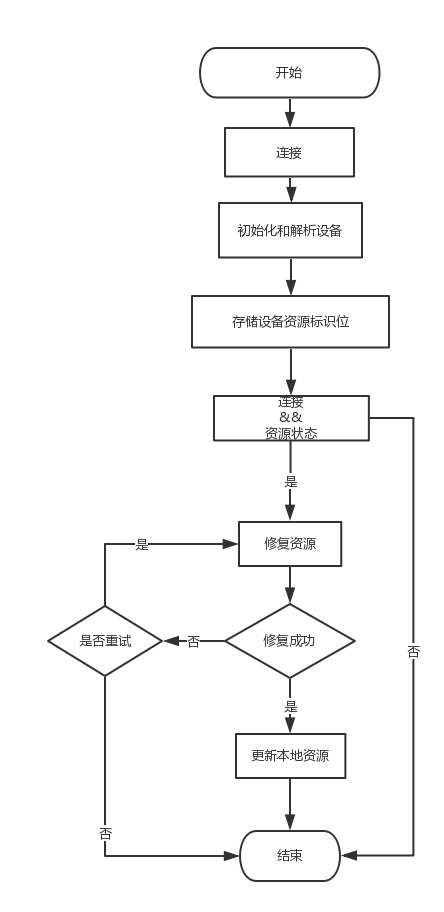 开始
连接
初始化和解析设备
存储设备资源标识位
连接
&&
资源状态
是
修复资源
是
修复成功
否
是否重试
否
是
更新本地资源
否
结束